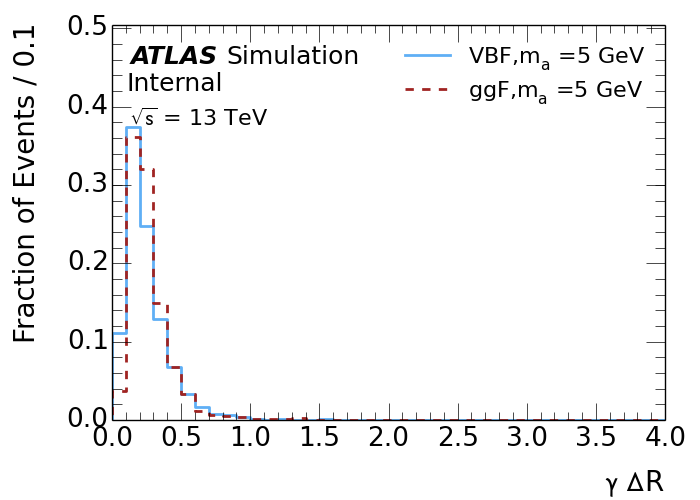 0.5
ATLAS Simulation
Internal
√s = 13 TeV
VBF,mₐ =5 GeV
ggF,mₐ =5 GeV
Fraction of Events / 0.1
0.4
0.3
0.2
0.1
0.0
0.0 0.5 1.0 1.5 2.0 2.5 3.0 3.5 4.0
γ ΔR